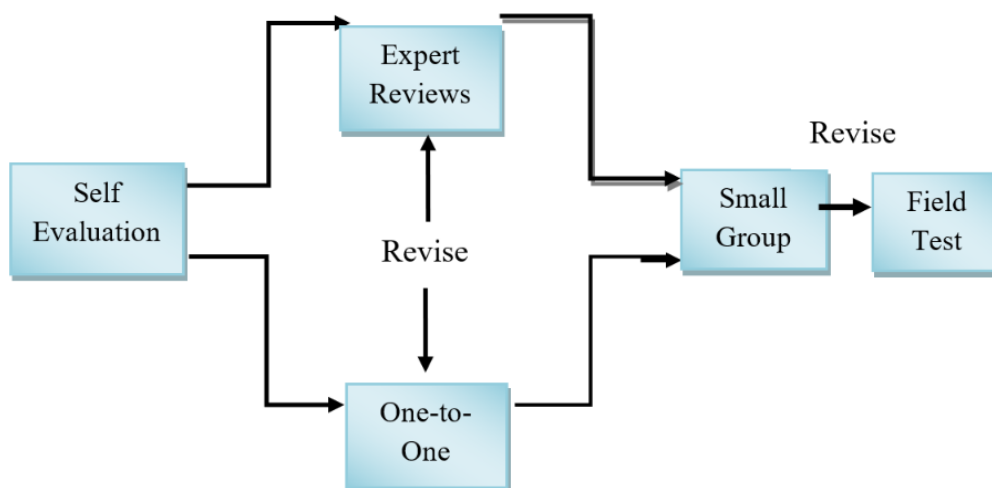 Expert
Reviews
Revise
Self
Evaluation
Small
Group
Field
Test
Revise
One-to-
One